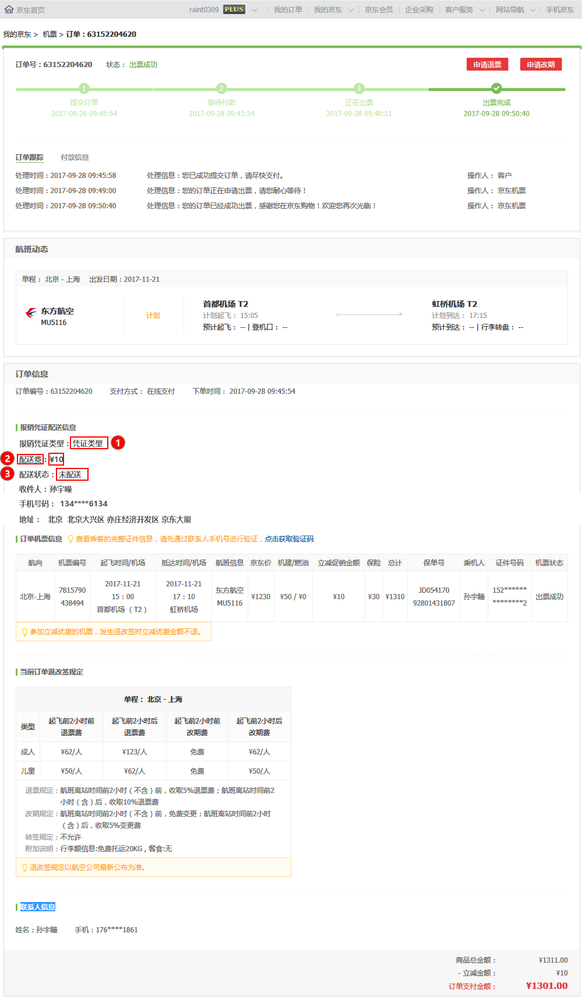 京东首页 raint0309 PLUS 我的订单 我的京东 京东会员 企业采购 客户服务 网站导航 手机京东
我的京东 > 机票 > 订单：63152204620
订单号：63152204620 状态： 出票成功 申请退票 申请改期
1 2 3
提交订单 等待付款 正在出票 出票完成
2017-09-28 09:45:54 2017-09-28 09:45:54 2017-09-28 09:48:51 2017-09-28 09:50:40
订单跟踪 付款信息
处理时间：2017-09-28 09:45:58 处理信息：您已成功提交订单，请尽快支付。 操作人： 客户
处理时间：2017-09-28 09:49:00 处理信息：您的订单正在申请出票，请您耐心等待！ 操作人： 京东机票
处理时间：2017-09-28 09:50:40 处理信息：您的订单已经成功出票，感谢您在京东购物！欢迎您再次光临！ 操作人： 京东机票
航班动态
单程： 北京 - 上海 出发日期：2017-11-21
东方航空
MU5116
计划
首都机场 T2
计划起飞： 15:05
预计起飞： -- | 登机口： --
虹桥机场 T2
计划到达： 17:15
预计到达： -- | 行李转盘： --
订单信息
订单编号：63152204620 支付方式： 在线支付 下单时间： 2017-09-28 09:45:54
报销凭证配送信息
报销凭证类型：凭证类型 1
2 配送费：¥10
3 配送状态：未配送
收件人：孙宇瞳
手机号码： 134****6134
地址： 北京 北京大兴区 亦庄经济开发区 京东大厦
订单机票信息 查看乘客的完整证件信息，请先通过联系人手机号进行验证，点击获取验证码
航向 机票编号 起飞时间/机场 抵达时间/机场 航班信息 京东价 机建/燃油 立减促销金额 保险 总计 保单号 乘机人 证件号码 机票状态
北京-上海
7815790
438494
2017-11-21
15：00
首都机场 （T2）
2017-11-21
17：10
虹桥机场
东方航空
MU5116
¥1230 ¥50 / ¥0 ¥10 ¥30 ¥1310
JD054170
92801431807
孙宇瞳
152******
********2
出票成功
参加立减优惠的机票，发生退改签时立减优惠金额不退。
当前订单退改签规定
单程： 北京 - 上海
类型
起飞前2小时前
退票费
起飞前2小时后
退票费
起飞前2小时前
改期费
起飞前2小时后
改期费
成人 ¥62/人 ¥123/人 免费 ¥62/人
儿童 ¥50/人 ¥62/人 免费 ¥50/人
退票规定：航班离站时间前2小时（不含）前，收取5%退票费；航班离站时间前2
小时（含）后，收取10%退票费
改期规定：航班离站时间前2小时（不含）前，免费变更；航班离站时间前2小时
（含）后，收取5%变更费
转签规定：不允许
附加说明：行李额信息:免费托运20KG，餐食:无
退改签规定以航空公司最新公布为准。
联系人信息
姓名：孙宇瞳 手机：176****1861
商品总金额： ¥1311.00
- 立减金额： ¥10
订单支付金额： ¥1301.00